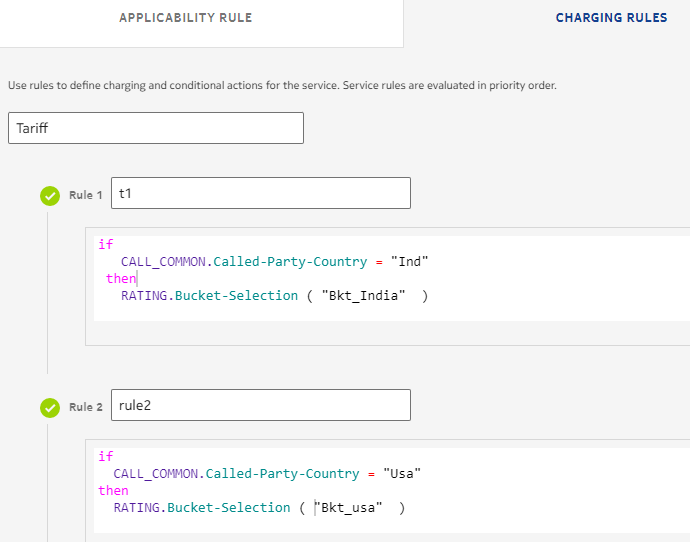 APPLICABILITY RULE
CHARGING RULES
Use rules to define charging and conditional actions for the service. Service rules are evaluated in priority order.
Tariff
Rule 1
t1
if
CALL_COMMON.Called-Party-Country = "Ind"
then
RATING.Bucket-Selection ( "Bkt_India" )
Rule 2
rule2
if
CALL_COMMON.Called-Party-Country = "Usa"
then
RATING.Bucket-Selection ( "Bkt_usa" )